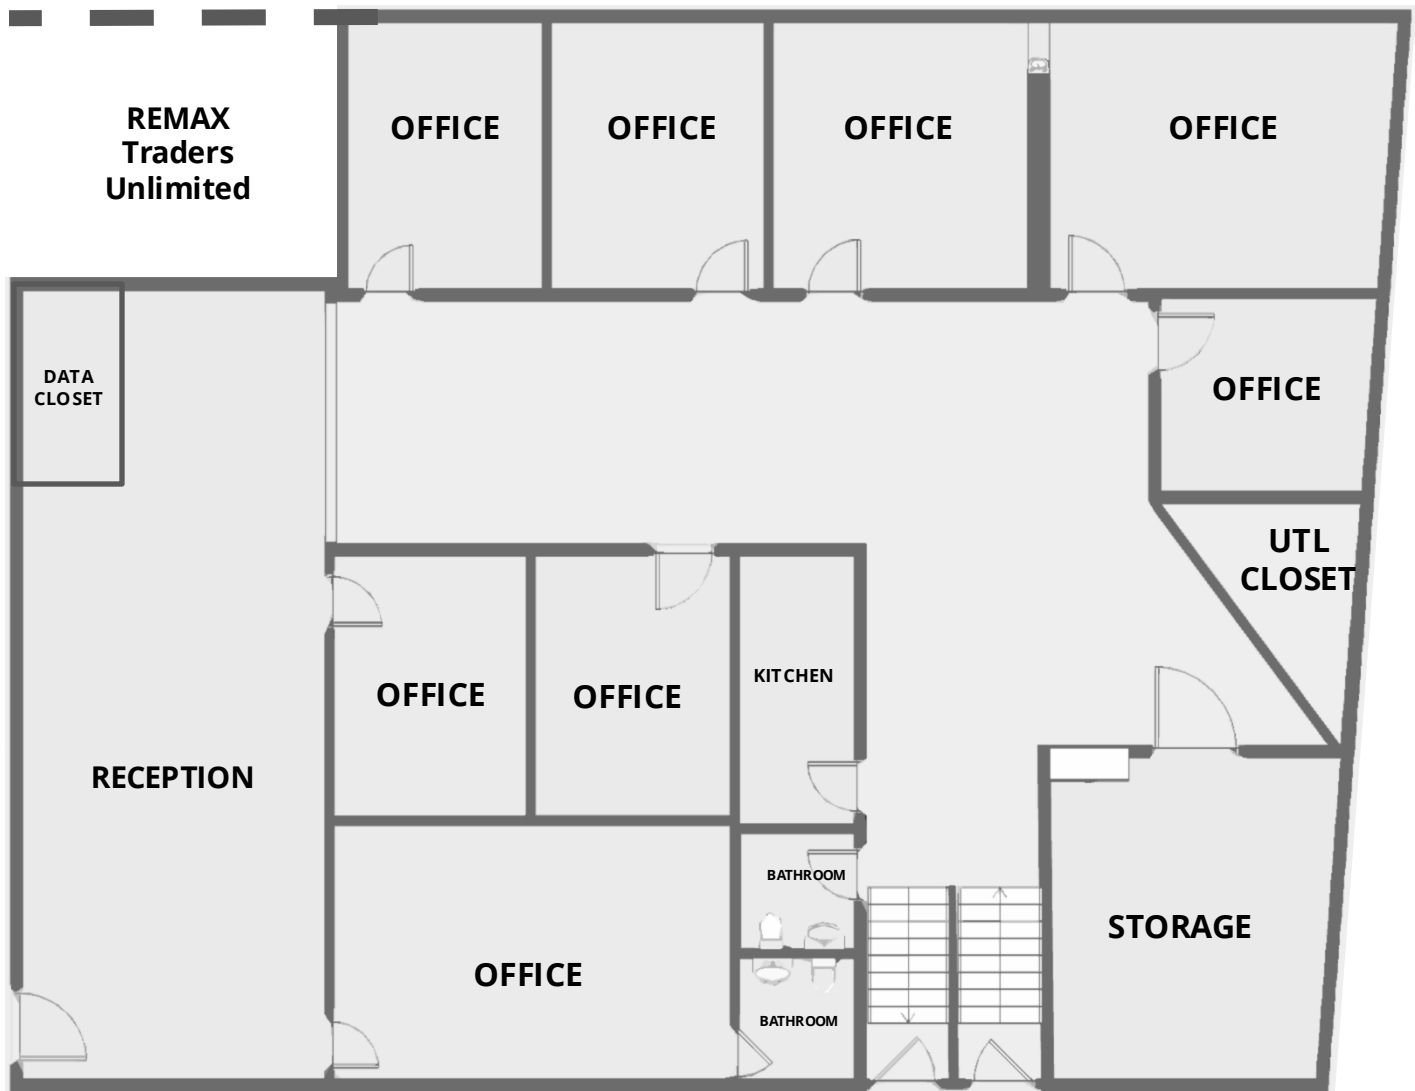 REMAX
Traders
Unlimited
OFFICE
OFFICE
OFFICE
OFFICE
DATA
CLOSET
OFFICE
UTL
CLOSET
OFFICE
OFFICE
KITCHEN
RECEPTION
BATHROOM
STORAGE
OFFICE
BATHROOM